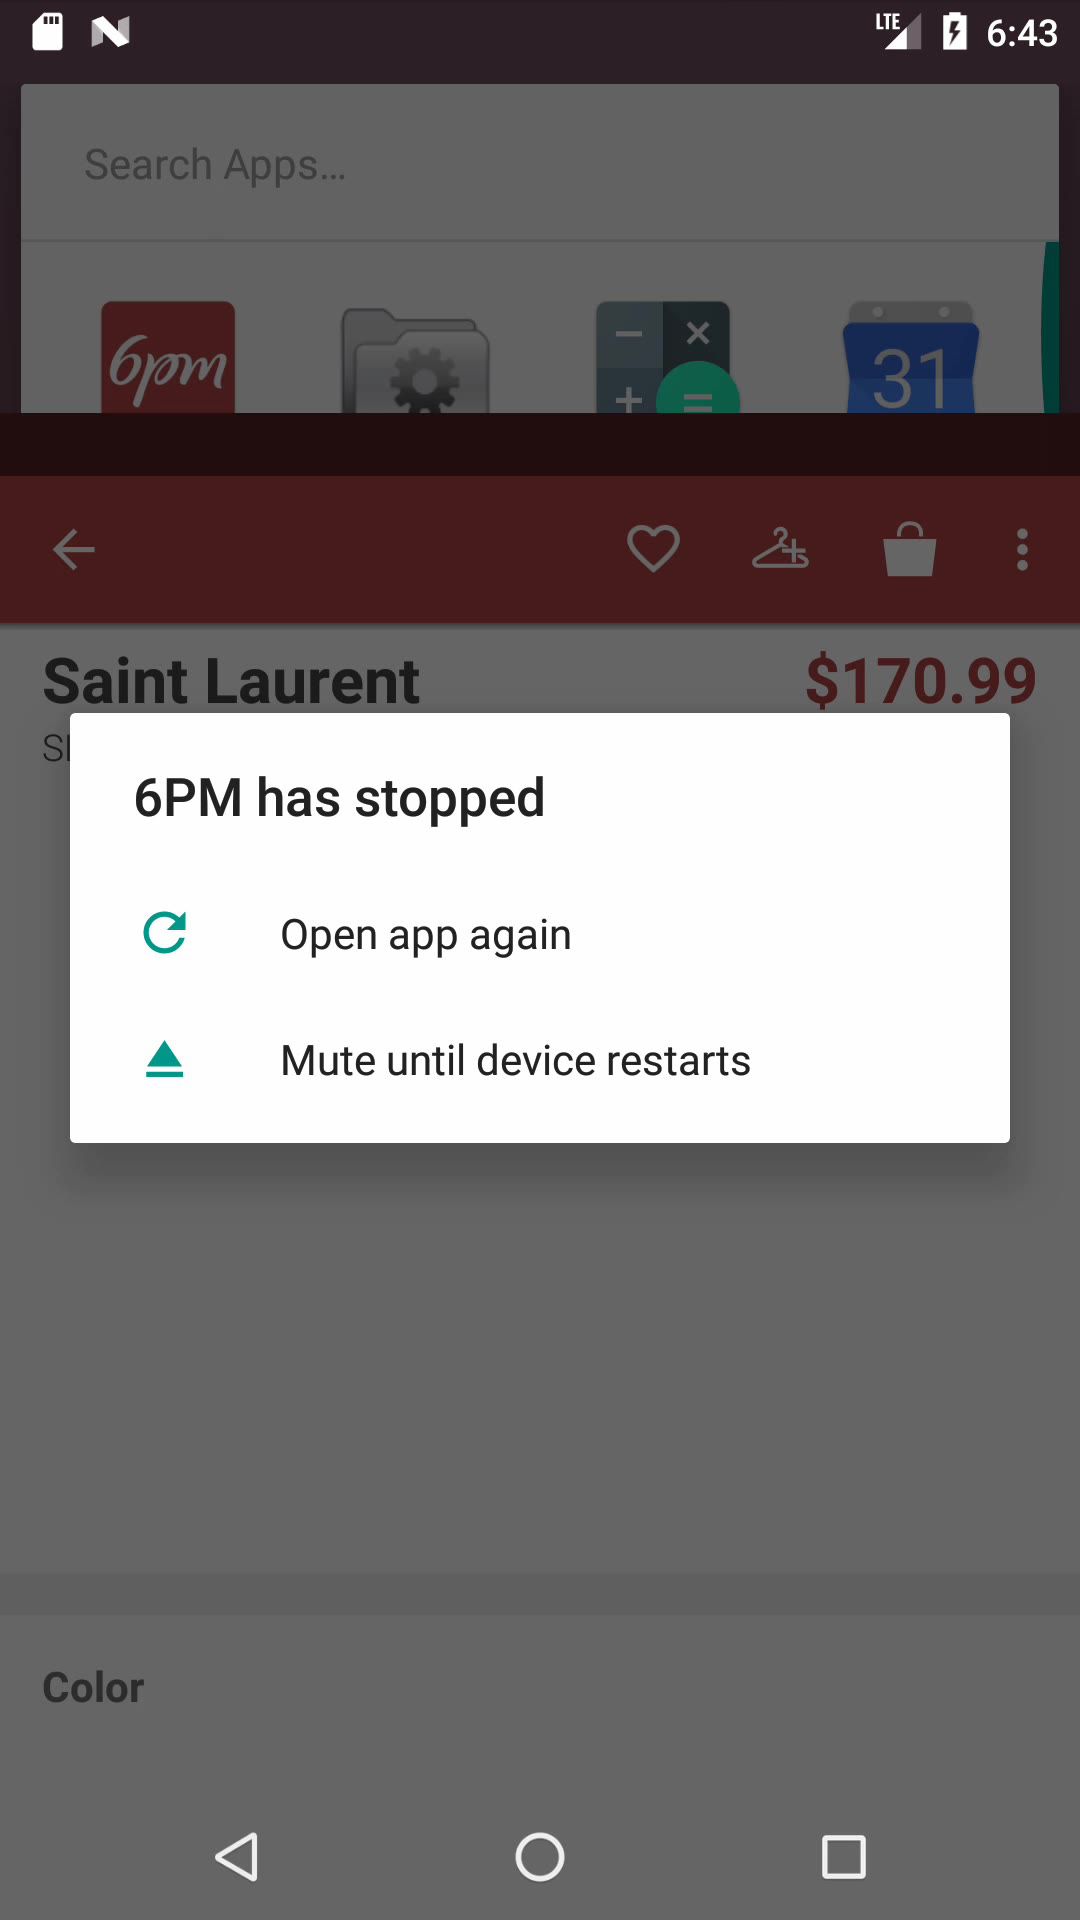 LTE 6:43
Search Apps...
6pm
31
Saint Laurent $170.99
6PM has stopped
Open app again
Mute until device restarts
Color